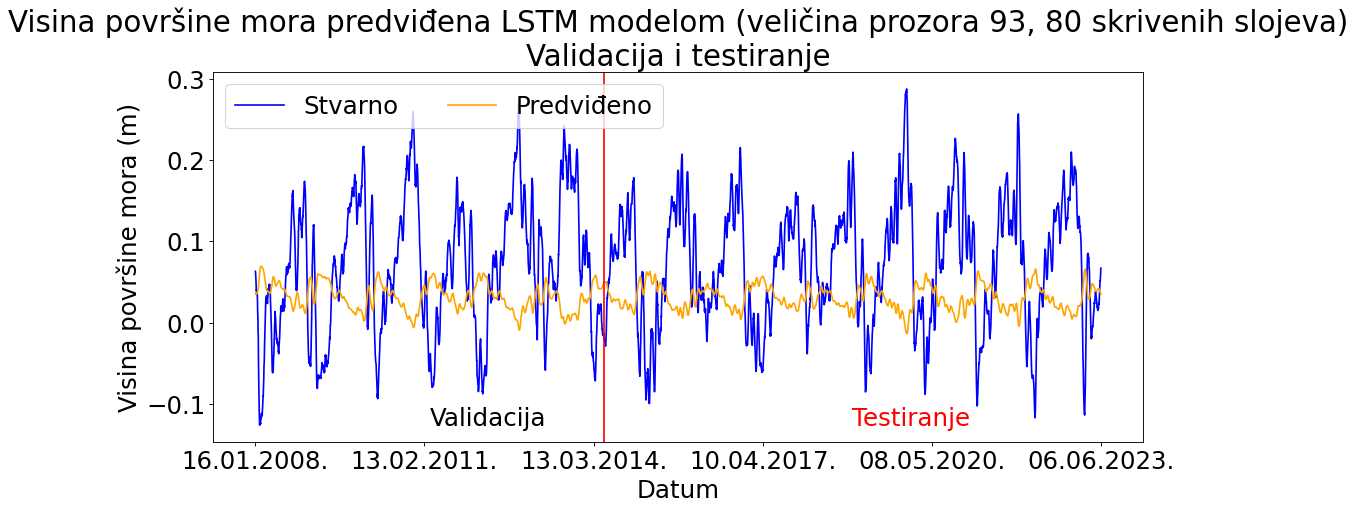 Visina površine mora predviđena LSTM modelom (veličina prozora 93, 80 skrivenih slojeva)
Validacija i testiranje
Stvarno
Predviđeno
Visina površine mora (m)
0.3
0.2
0.1
0.0
−0.1
Validacija
Testiranje
16.01.2008.
13.02.2011.
13.03.2014.
10.04.2017.
08.05.2020.
06.06.2023.
Datum